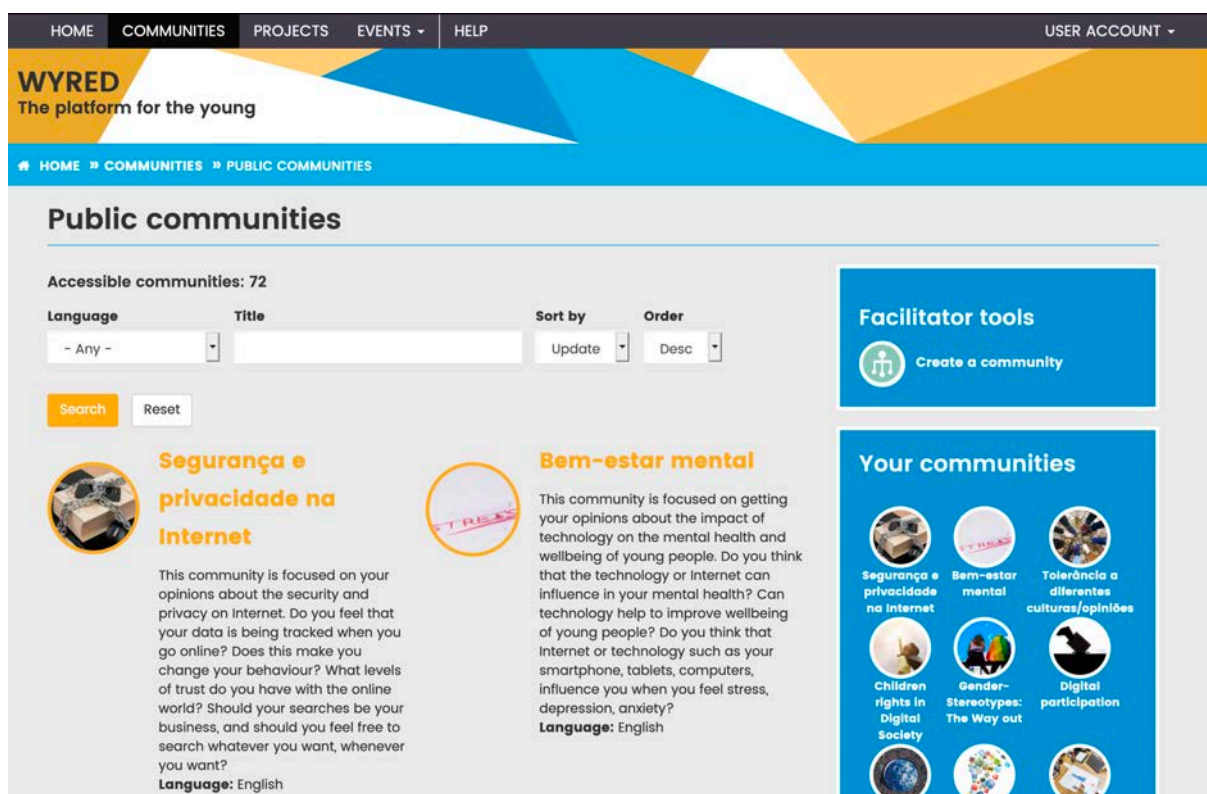 HOME COMMUNITIES PROJECTS EVENTS HELP USER ACCOUNT
WYRED
The platform for the young
HOME » COMMUNITIES » PUBLIC COMMUNITIES
Public communities
Accessible communities: 72
Language Title Sort by Order
- Any - Update Desc
Search Reset
Segurança e
privacidade na
Internet
This community is focused on your
opinions about the security and
privacy on Internet. Do you feel that
your data is being tracked when you
go online? Does this make you
change your behaviour? What levels
of trust do you have with the online
world? Should your searches be your
business, and should you feel free to
search whatever you want, whenever
you want?
Language: English
STRESS
Bem-estar mental
This community is focused on getting
your opinions about the impact of
technology on the mental health and
wellbeing of young people. Do you think
that the technology or Internet can
influence in your mental health? Can
technology help to improve wellbeing
of young people? Do you think that
Internet or technology such as your
smartphone, tablets, computers,
influence you when you feel stress,
depression, anxiety?
Language: English
Facilitator tools
Create a community
Your communities
Segurança e
privacidade
na Internet
Bem-estar
mental
Tolerância a
diferentes
culturas/opiniões
Children
rights in
Digital
Society
Gender-
Stereotypes:
The Way out
Digital
participation